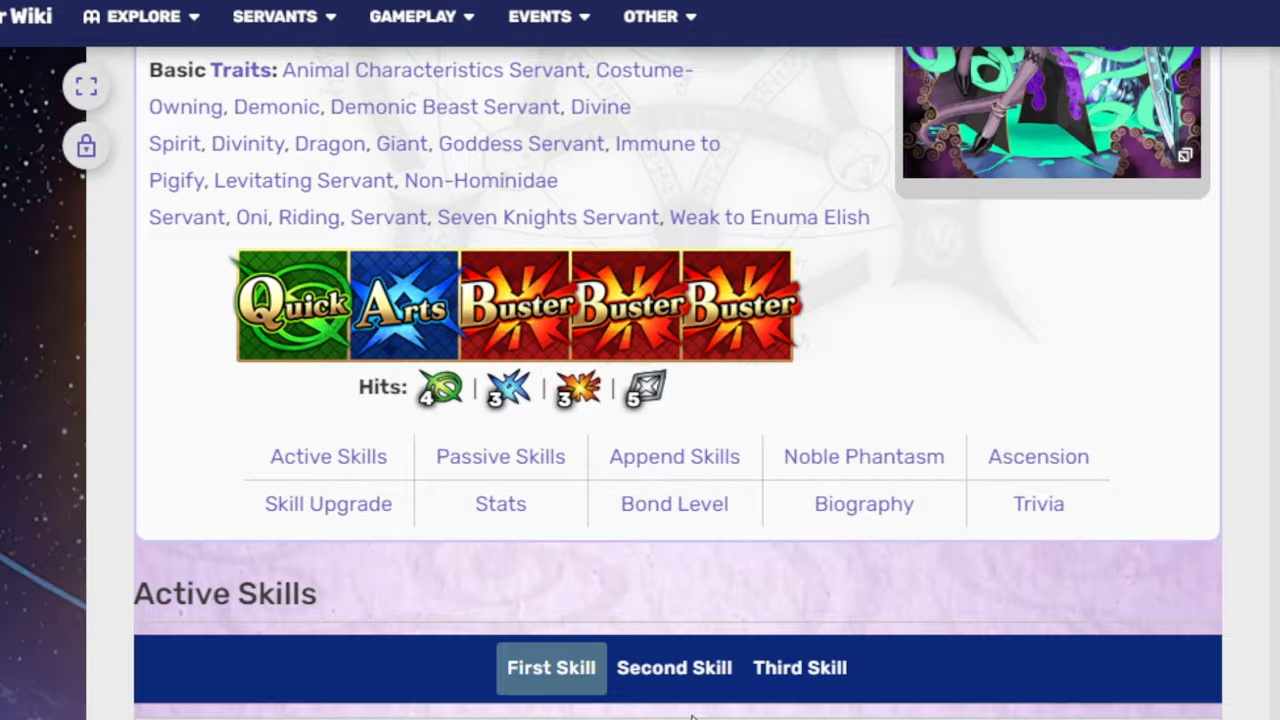 r Wiki EXPLORE SERVANTS GAMEPLAY EVENTS OTHER
Basic Traits: Animal Characteristics Servant, Costume-
Owning, Demonic, Demonic Beast Servant, Divine
Spirit, Divinity, Dragon, Giant, Goddess Servant, Immune to
Pigify, Levitating Servant, Non-Hominidae
Servant, Oni, Riding, Servant, Seven Knights Servant, Weak to Enuma Elish
Quick Arts Buster Buster Buster
Hits: 4 | 3 | 3 | 5
Active Skills Passive Skills Append Skills Noble Phantasm Ascension
Skill Upgrade Stats Bond Level Biography Trivia
Active Skills
First Skill Second Skill Third Skill